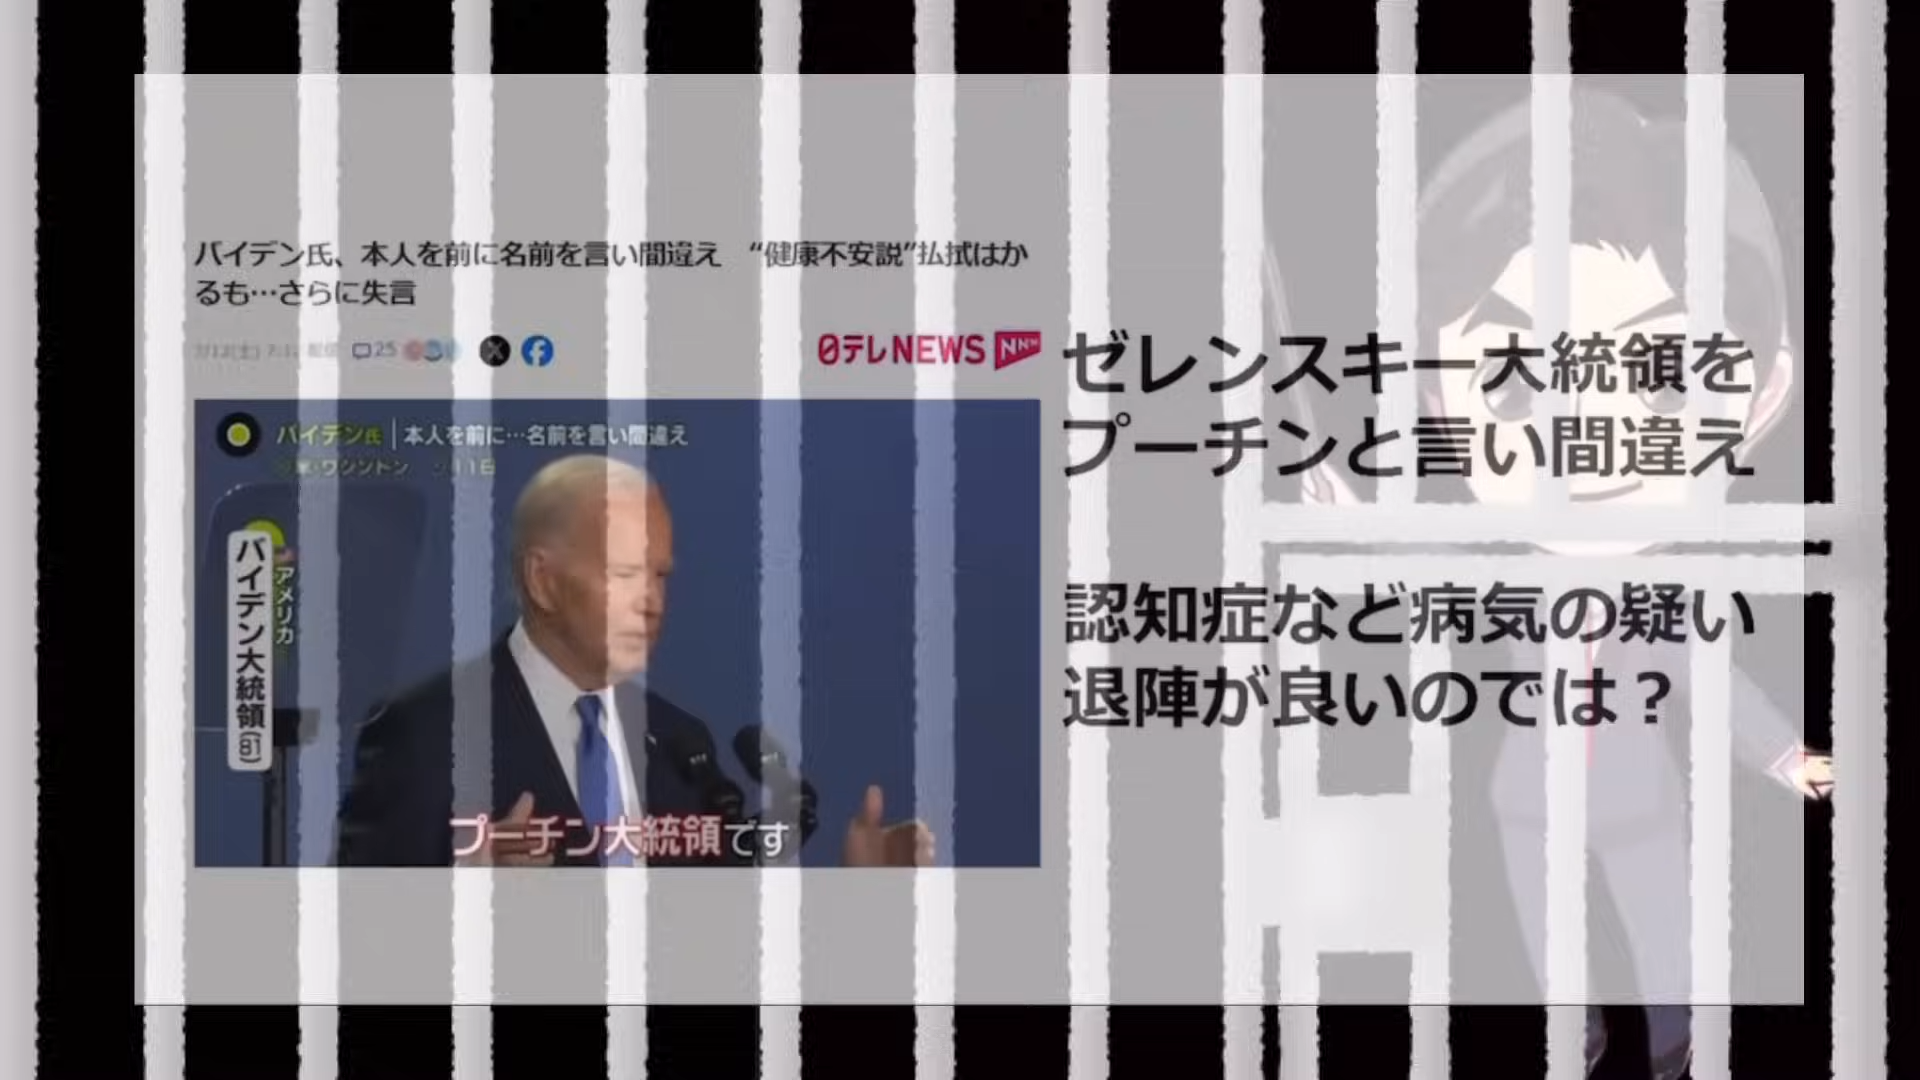 バイデン氏、本人を前に名前を言い間違え “健康不安説”払拭はか
るも…さらに失言
25
日テレNEWS NNN
バイデン氏 本人を前に…名前を言い間違え
アメリカ
バイデン大統領(81)
プーチン大統領です
ゼレンスキー大統領を
プーチンと言い間違え
認知症など病気の疑い
退陣が良いのでは？